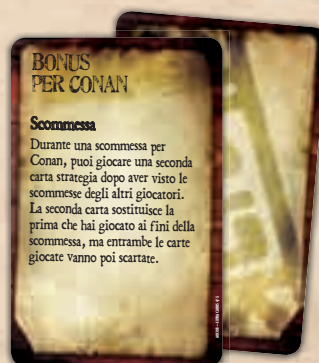 BONUS
PER CONAN
Scommessa
Durante una scommessa per
Conan, puoi giocare una seconda
carta strategia dopo aver visto le
scommesse degli altri giocatori.
La seconda carta sostituisce la
prima che hai giocato ai fini della
scommessa, ma entrambe le carte
giocate vanno poi scartate.